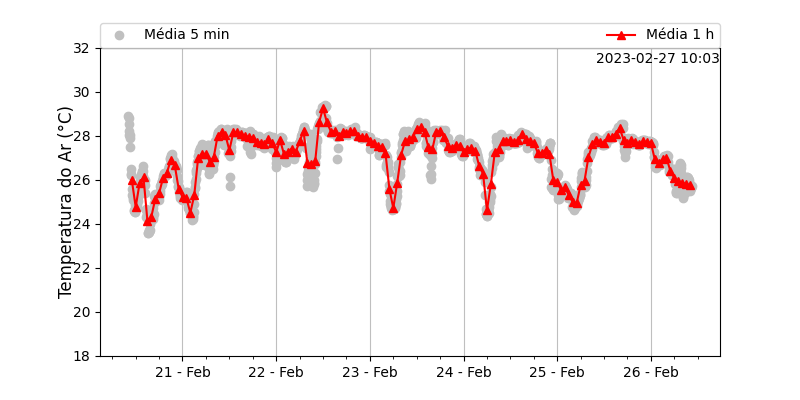 Média 5 min
Média 1 h
2023-02-27 10:03
Temperatura do Ar (°C)
32
30
28
26
24
22
20
18
21 - Feb
22 - Feb
23 - Feb
24 - Feb
25 - Feb
26 - Feb